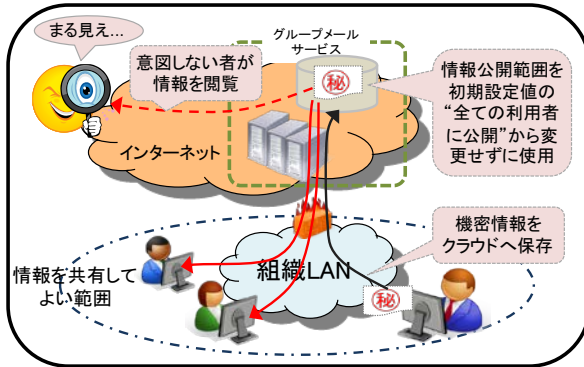 まる見え…
グループメール
サービス
意図しない者が
情報を閲覧
㊙
情報公開範囲を
初期設定値の
“全ての利用者
に公開”から変
更せずに使用
インターネット
機密情報を
クラウドへ保存
組織LAN
情報を共有して
よい範囲
㊙